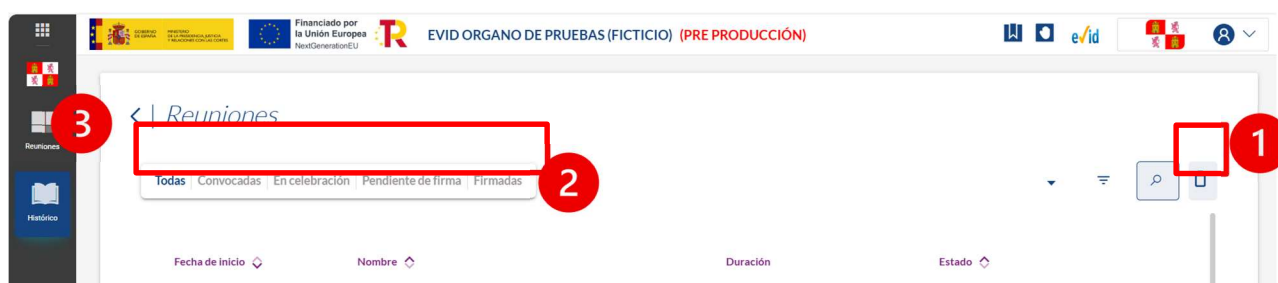 GOBIERNO DE ESPAÑA
MINISTERIO DE LA PRESIDENCIA, JUSTICIA Y RELACIONES CON LAS CORTES
Financiado por
la Unión Europea
NextGenerationEU
EVID ORGANO DE PRUEBAS (FICTICIO) (PRE PRODUCCIÓN)
e√id
Reuniones
3
1
Reuniones
Todas Convocadas En celebración Pendiente de firma Firmadas
2
Histórico
Fecha de inicio Nombre Duración Estado